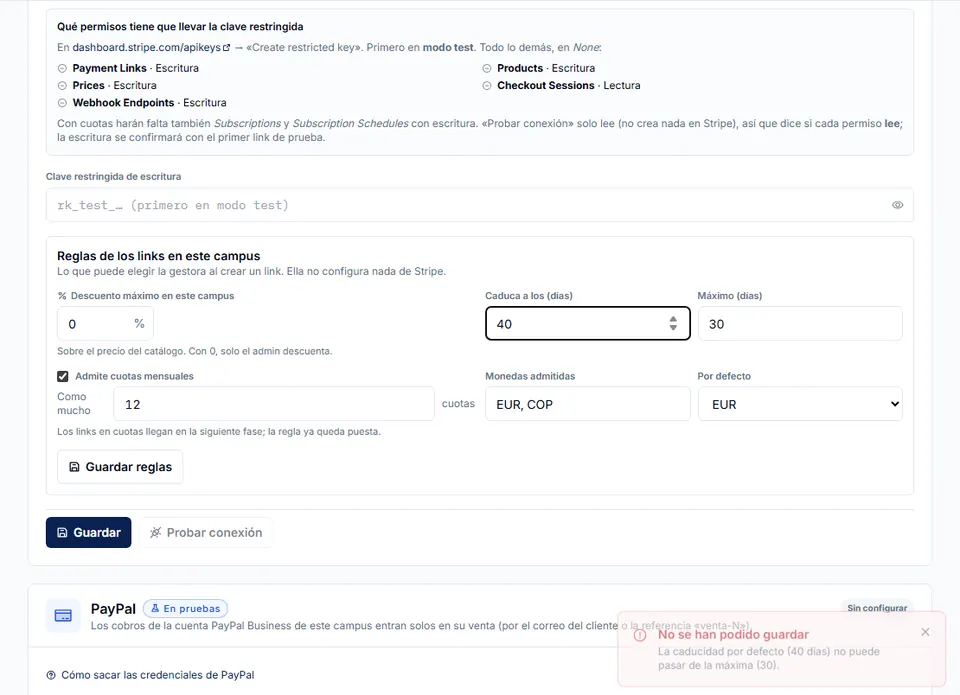 Qué permisos tiene que llevar la clave restringida
En dashboard.stripe.com/apikeys → «Create restricted key». Primero en modo test. Todo lo demás, en None:
Payment Links · Escritura
Products · Escritura
Prices · Escritura
Checkout Sessions · Lectura
Webhook Endpoints · Escritura
Con cuotas harán falta también Subscriptions y Subscription Schedules con escritura. «Probar conexión» solo lee (no crea nada en Stripe), así que dice si cada permiso lee;
la escritura se confirmará con el primer link de prueba.
Clave restringida de escritura
rk_test_… (primero en modo test)
Reglas de los links en este campus
Lo que puede elegir la gestora al crear un link. Ella no configura nada de Stripe.
% Descuento máximo en este campus
Caduca a los (días)
Máximo (días)
0 %
40
30
Sobre el precio del catálogo. Con 0, solo el admin descuenta.
Admite cuotas mensuales
Monedas admitidas
Por defecto
Como
mucho
12
cuotas
EUR, COP
EUR
Los links en cuotas llegan en la siguiente fase; la regla ya queda puesta.
Guardar reglas
Guardar
Probar conexión
PayPal
En pruebas
Sin configurar
Los cobros de la cuenta PayPal Business de este campus entran solos en su venta (por el correo del cliente o la referencia «venta-N»).
No se han podido guardar
La caducidad por defecto (40 días) no puede
pasar de la máxima (30).
Cómo sacar las credenciales de PayPal